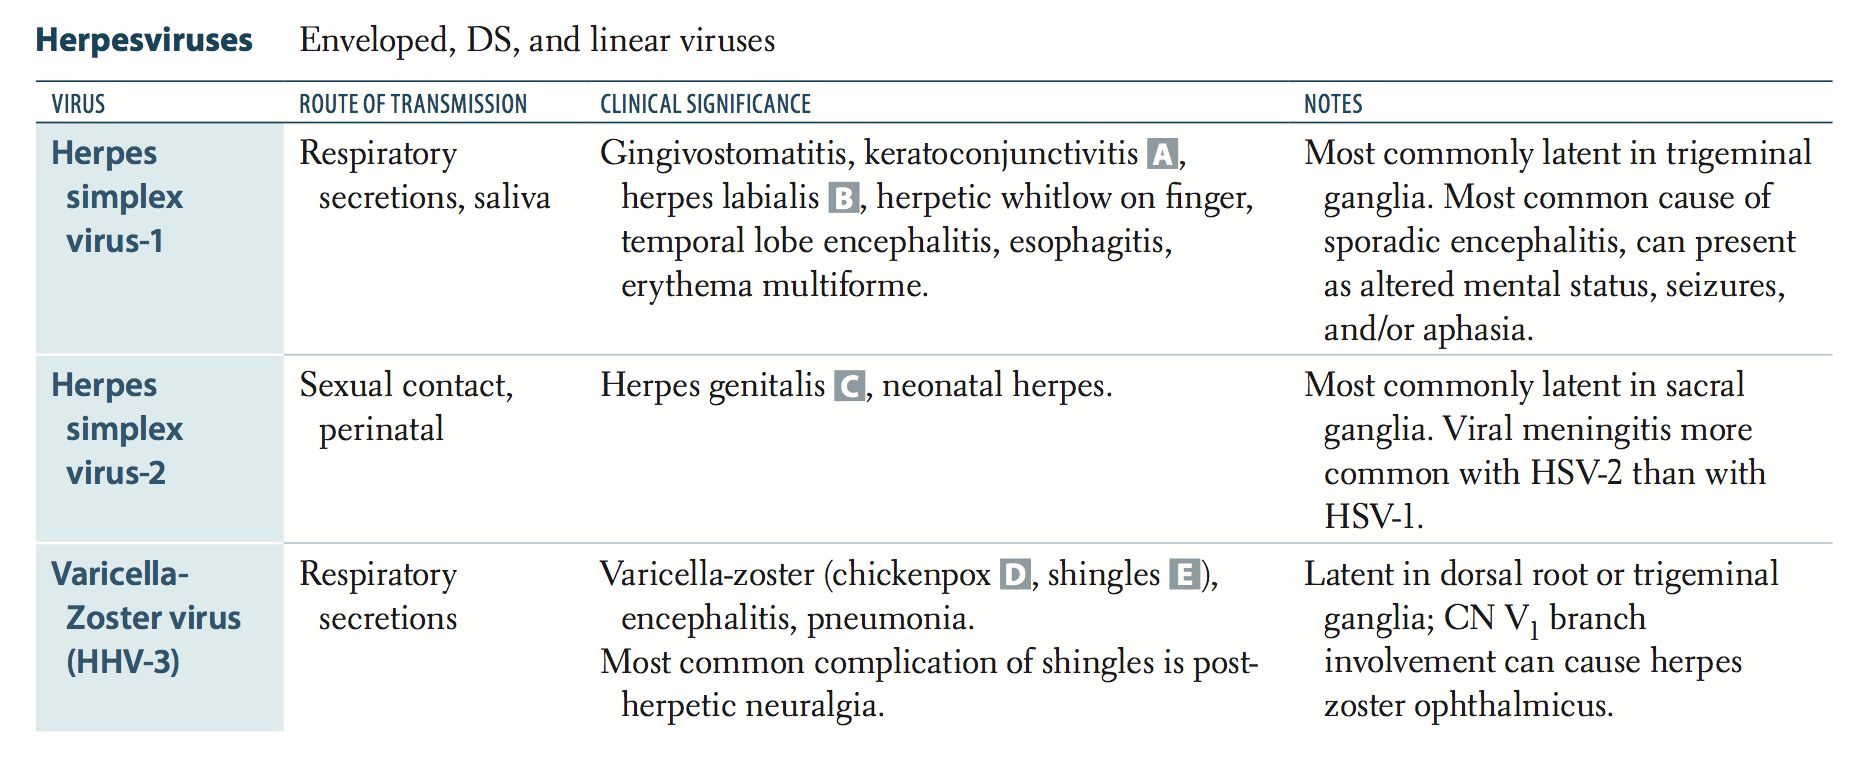 Herpesviruses Enveloped, DS, and linear viruses
VIRUS ROUTE OF TRANSMISSION CLINICAL SIGNIFICANCE NOTES
Herpes simplex virus-1
Respiratory
secretions, saliva
Gingivostomatitis, keratoconjunctivitis A,
herpes labialis B, herpetic whitlow on finger,
temporal lobe encephalitis, esophagitis,
erythema multiforme.
Most commonly latent in trigeminal
ganglia. Most common cause of
sporadic encephalitis, can present
as altered mental status, seizures,
and/or aphasia.
Herpes
simplex
virus-2
Sexual contact,
perinatal
Herpes genitalis C, neonatal herpes.
Most commonly latent in sacral
ganglia. Viral meningitis more
common with HSV-2 than with
HSV-1.
Varicella-
Zoster virus
(HHV-3)
Respiratory
secretions
Varicella-zoster (chickenpox D, shingles E),
encephalitis, pneumonia.
Most common complication of shingles is post-
herpetic neuralgia.
Latent in dorsal root or trigeminal
ganglia; CN V1 branch
involvement can cause herpes
zoster ophthalmicus.